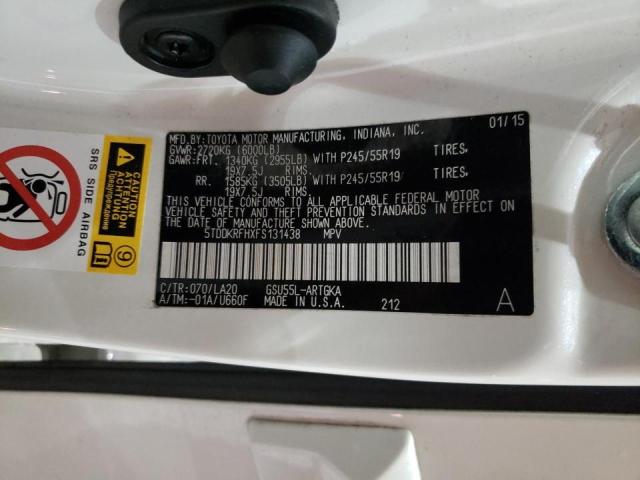 01/15
MFD.BY:TOYOTA MOTOR MANUFACTURING, INDIANA, INC.
GVWR:2720KG (6000LB)
GAWR:FRT. 1340KG (2955LB) WITH P245/55R19 TIRES,
19X7.5J RIMS,
RR. 1585KG (3505LB) WITH P245/55R19 TIRES,
19X7.5J RIMS,
THIS VEHICLE CONFORMS TO ALL APPLICABLE FEDERAL MOTOR
VEHICLE SAFETY AND THEFT PREVENTION STANDARDS IN EFFECT
ON THE DATE OF MANUFACTURE SHOWN ABOVE.
5TDDKRFHXFS131438 MPV
C/TR:070/LA20 GSU55L-ARTGKA
A/TM:-01A/U660F MADE IN U.S.A. 212 A
SRS SIDE AIRBAG
CAUTION
ATTENTION
ACHTUNG
Предупреждение
9